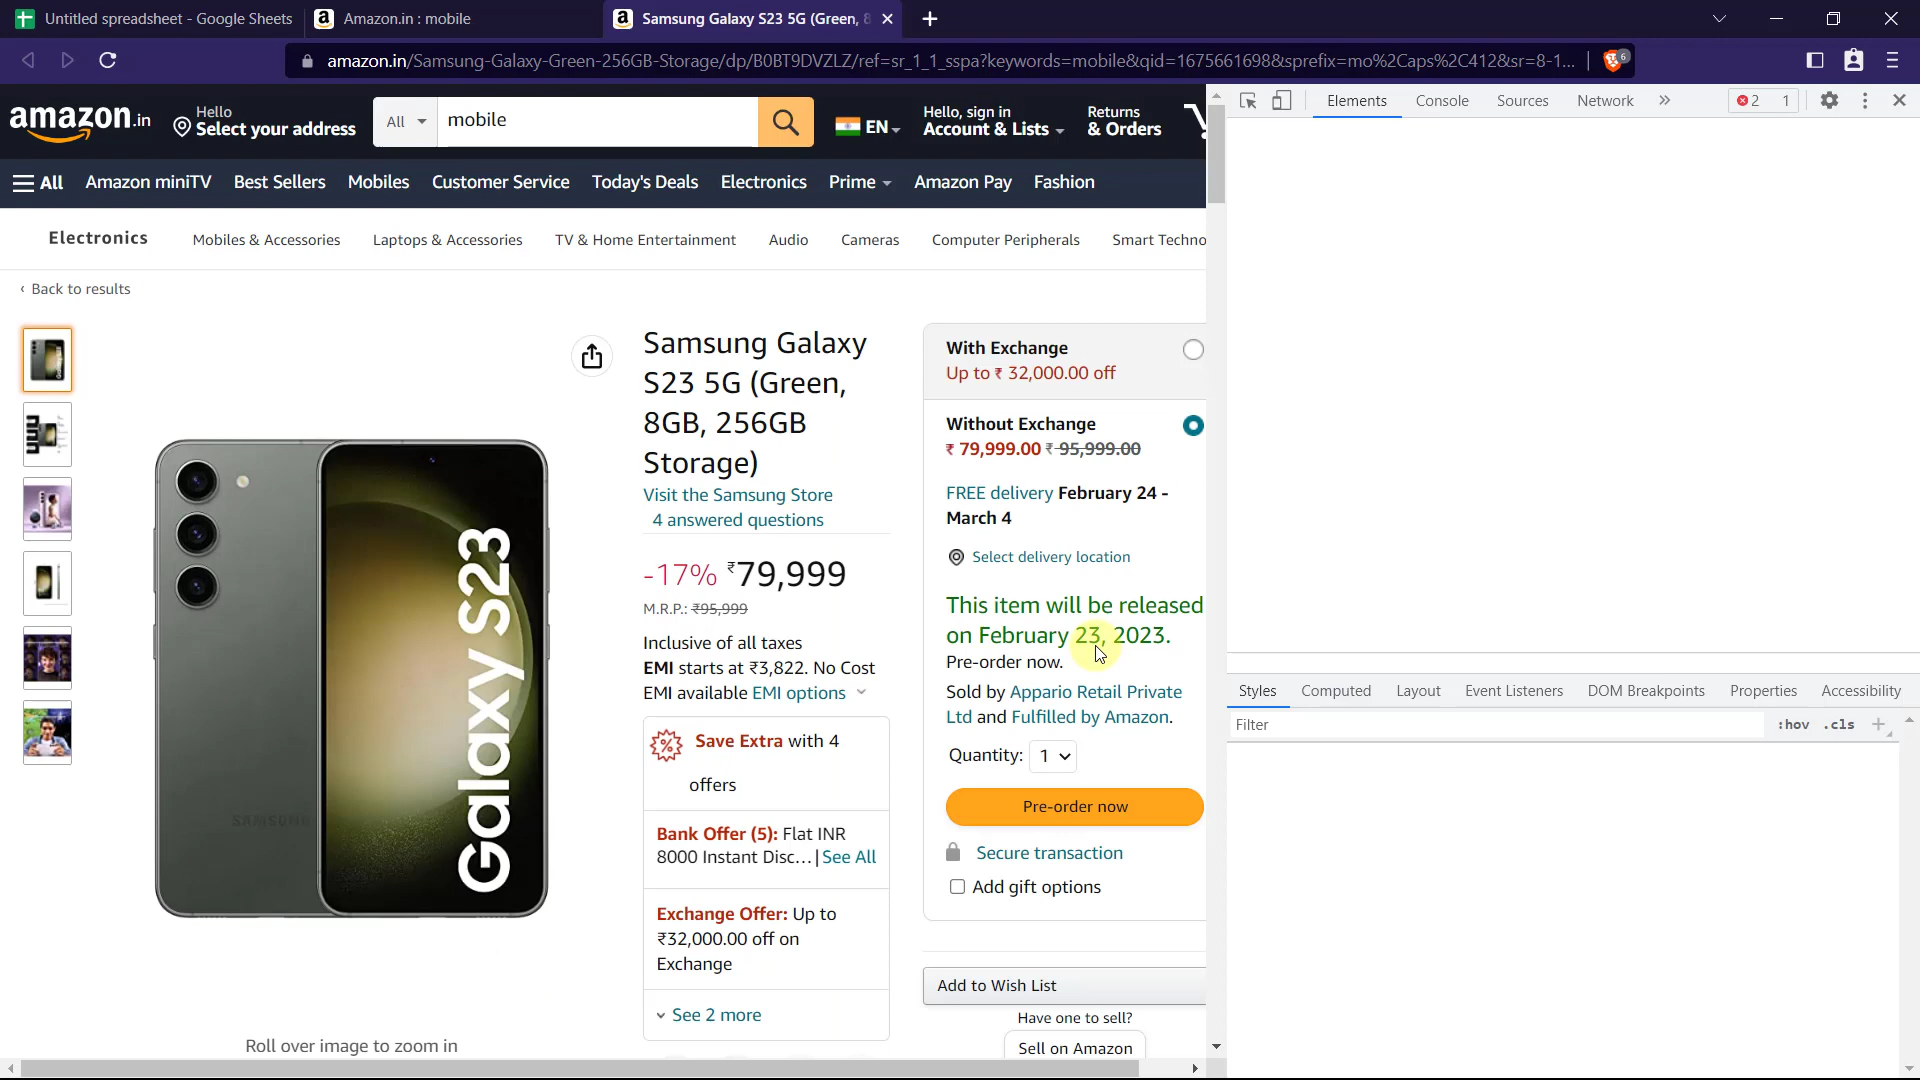 Untitled spreadsheet - Google Sheets
Amazon.in : mobile
Samsung Galaxy S23 5G (Green, 8
amazon.in/Samsung-Galaxy-Green-256GB-Storage/dp/B0BT9DVZLZ/ref=sr_1_1_sspa?keywords=mobile&qid=1675661698&sprefix=mo%2Caps%2C412&sr=8-1...
6
amazon.in
Hello
Select your address
All
mobile
EN
Hello, sign in
Account & Lists
Returns
& Orders
All
Amazon miniTV
Best Sellers
Mobiles
Customer Service
Today's Deals
Electronics
Prime
Amazon Pay
Fashion
Electronics
Mobiles & Accessories
Laptops & Accessories
TV & Home Entertainment
Audio
Cameras
Computer Peripherals
Smart Techno
‹ Back to results
Galaxy S23
SAMSUNG
Roll over image to zoom in
Samsung Galaxy
S23 5G (Green,
8GB, 256GB
Storage)
Visit the Samsung Store
4 answered questions
-17% ₹79,999
M.R.P.: ₹95,999
Inclusive of all taxes
EMI starts at ₹3,822. No Cost
EMI available EMI options
Save Extra with 4
offers
Bank Offer (5): Flat INR
8000 Instant Disc... | See All
Exchange Offer: Up to
₹32,000.00 off on
Exchange
See 2 more
With Exchange
Up to ₹ 32,000.00 off
Without Exchange
₹ 79,999.00 ₹ 95,999.00
FREE delivery February 24 -
March 4
Select delivery location
This item will be released
on February 23, 2023.
Pre-order now.
Sold by Appario Retail Private
Ltd and Fulfilled by Amazon.
Quantity: 1
Pre-order now
Secure transaction
Add gift options
Add to Wish List
Have one to sell?
Sell on Amazon
Elements
Console
Sources
Network
2
1
Styles
Computed
Layout
Event Listeners
DOM Breakpoints
Properties
Accessibility
Filter
:hov
.cls